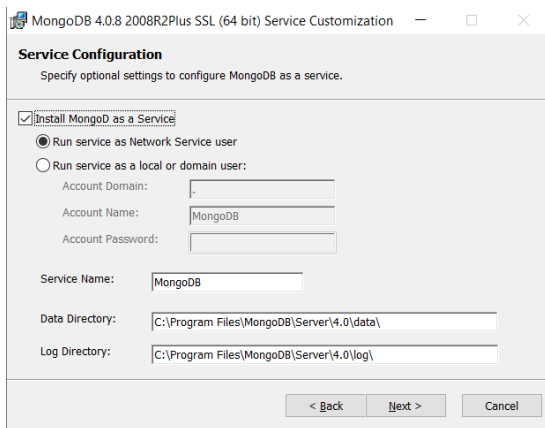 MongoDB 4.0.8 2008R2Plus SSL (64 bit) Service Customization
Service Configuration
Specify optional settings to configure MongoDB as a service.
Install MongoD as a Service
Run service as Network Service user
Run service as a local or domain user:
Account Domain: .
Account Name: MongoDB
Account Password:
Service Name: MongoDB
Data Directory: C:\Program Files\MongoDB\Server\4.0\data\
Log Directory: C:\Program Files\MongoDB\Server\4.0\log\
< Back Next > Cancel